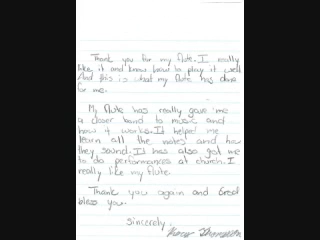 Thank you for my flute. I really
like it and know how to play it well
And this is what my flute has done
for me.
My flute has really gave me
a closer bond to music and
how it works. It helped me
learn all the notes and how
they sound. It has also got me
to do performances at church. I
really like my flute.
Thank you again and God
bless you.
Sincerely,